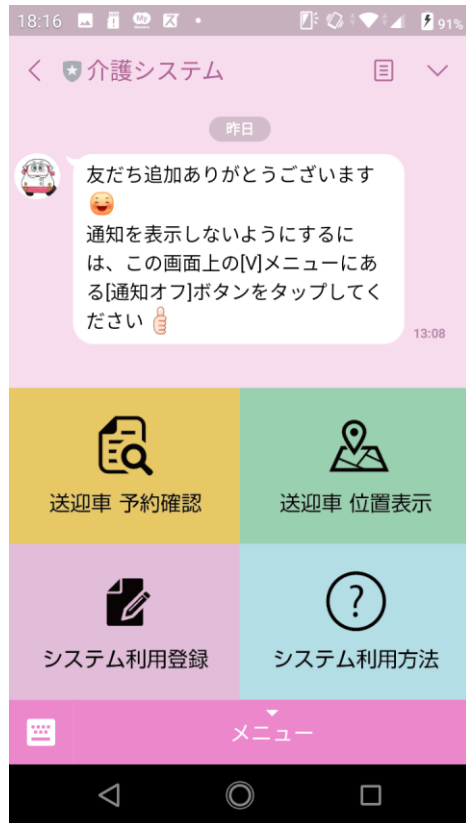 18:16
91%
介護システム
昨日
友だち追加ありがとうございます
😆
通知を表示しないようにするに
は、この画面上の[V]メニューにあ
る[通知オフ]ボタンをタップしてく
ださい👍
13:08
送迎車 予約確認
送迎車 位置表示
システム利用登録
システム利用方法
メニュー